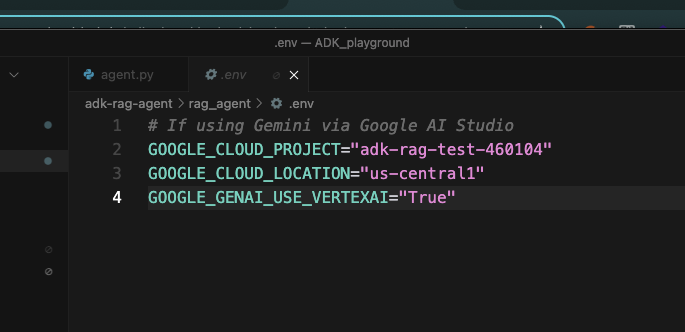 .env — ADK_playground
agent.py
.env
adk-rag-agent > rag_agent > .env
1 # If using Gemini via Google AI Studio
2 GOOGLE_CLOUD_PROJECT="adk-rag-test-460104"
3 GOOGLE_CLOUD_LOCATION="us-central1"
4 GOOGLE_GENAI_USE_VERTEXAI="True"